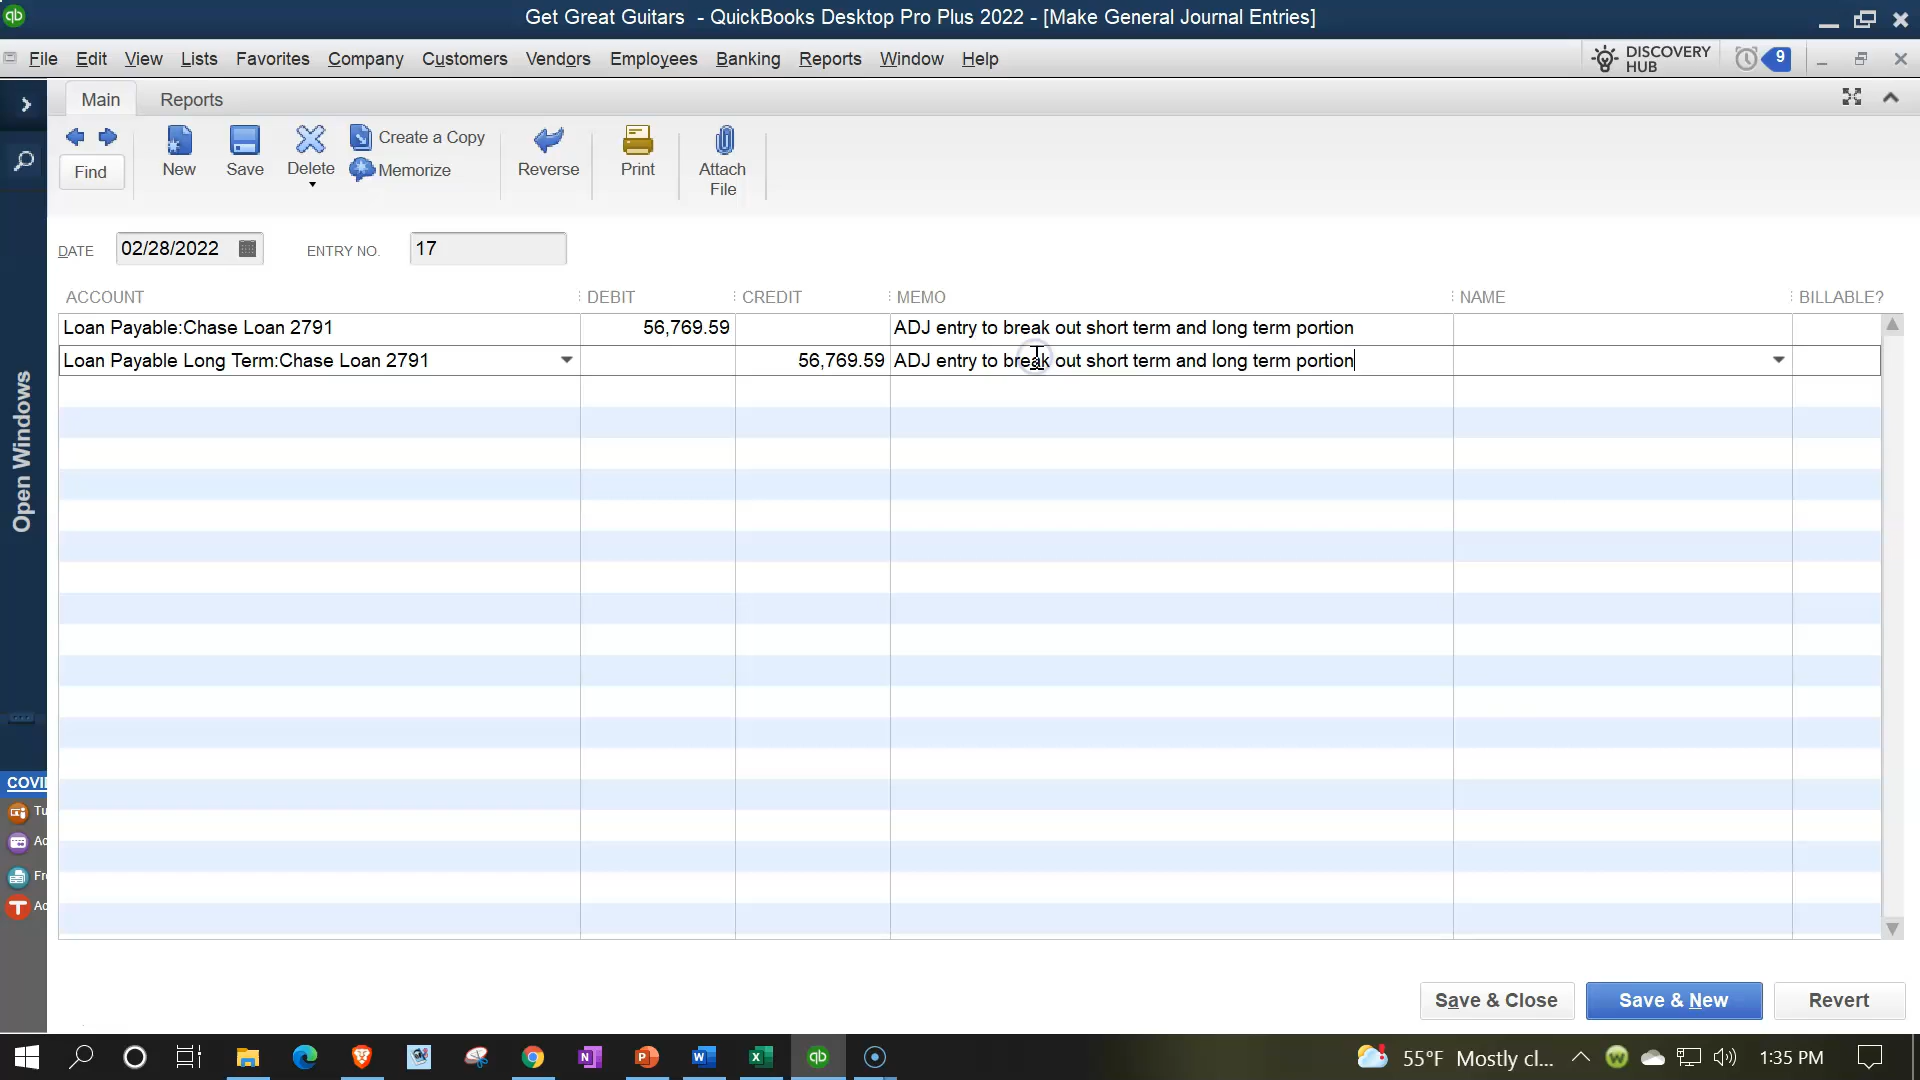 qb Get Great Guitars - QuickBooks Desktop Pro Plus 2022 - [Make General Journal Entries]
File Edit View Lists Favorites Company Customers Vendors Employees Banking Reports Window Help
DISCOVERY HUB 9
Main Reports
Find New Save Delete Create a Copy
Memorize
Reverse Print Attach File
DATE 02/28/2022 ENTRY NO. 17
ACCOUNT DEBIT CREDIT MEMO NAME BILLABLE?
Loan Payable:Chase Loan 2791 56,769.59 ADJ entry to break out short term and long term portion
Loan Payable Long Term:Chase Loan 2791 56,769.59 ADJ entry to break out short term and long term portion
Open Windows
COVI
Tu
Ac
Fr
Ac
Save & Close Save & New Revert
55°F Mostly cl... 1:35 PM